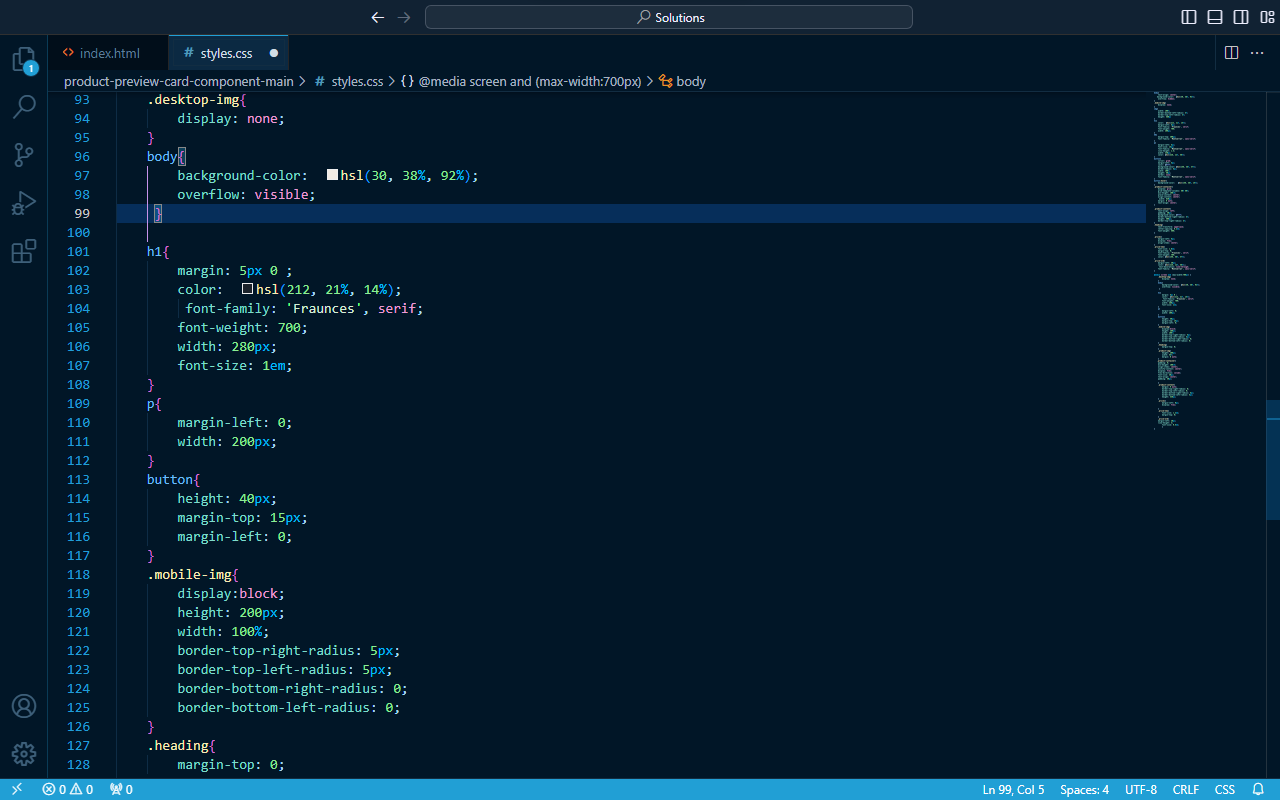 Solutions
index.html
# styles.css
product-preview-card-component-main > # styles.css > {} @media screen and (max-width:700px) > body
1
93 .desktop-img{
94 display: none;
95 }
96 body{
97 background-color: hsl(30, 38%, 92%);
98 overflow: visible;
99 }
100
101 h1{
102 margin: 5px 0 ;
103 color: hsl(212, 21%, 14%);
104 font-family: 'Fraunces', serif;
105 font-weight: 700;
106 width: 280px;
107 font-size: 1em;
108 }
109 p{
110 margin-left: 0;
111 width: 200px;
112 }
113 button{
114 height: 40px;
115 margin-top: 15px;
116 margin-left: 0;
117 }
118 .mobile-img{
119 display:block;
120 height: 200px;
121 width: 100%;
122 border-top-right-radius: 5px;
123 border-top-left-radius: 5px;
124 border-bottom-right-radius: 0;
125 border-bottom-left-radius: 0;
126 }
127 .heading{
128 margin-top: 0;
0 0 0 Ln 99, Col 5 Spaces: 4 UTF-8 CRLF CSS